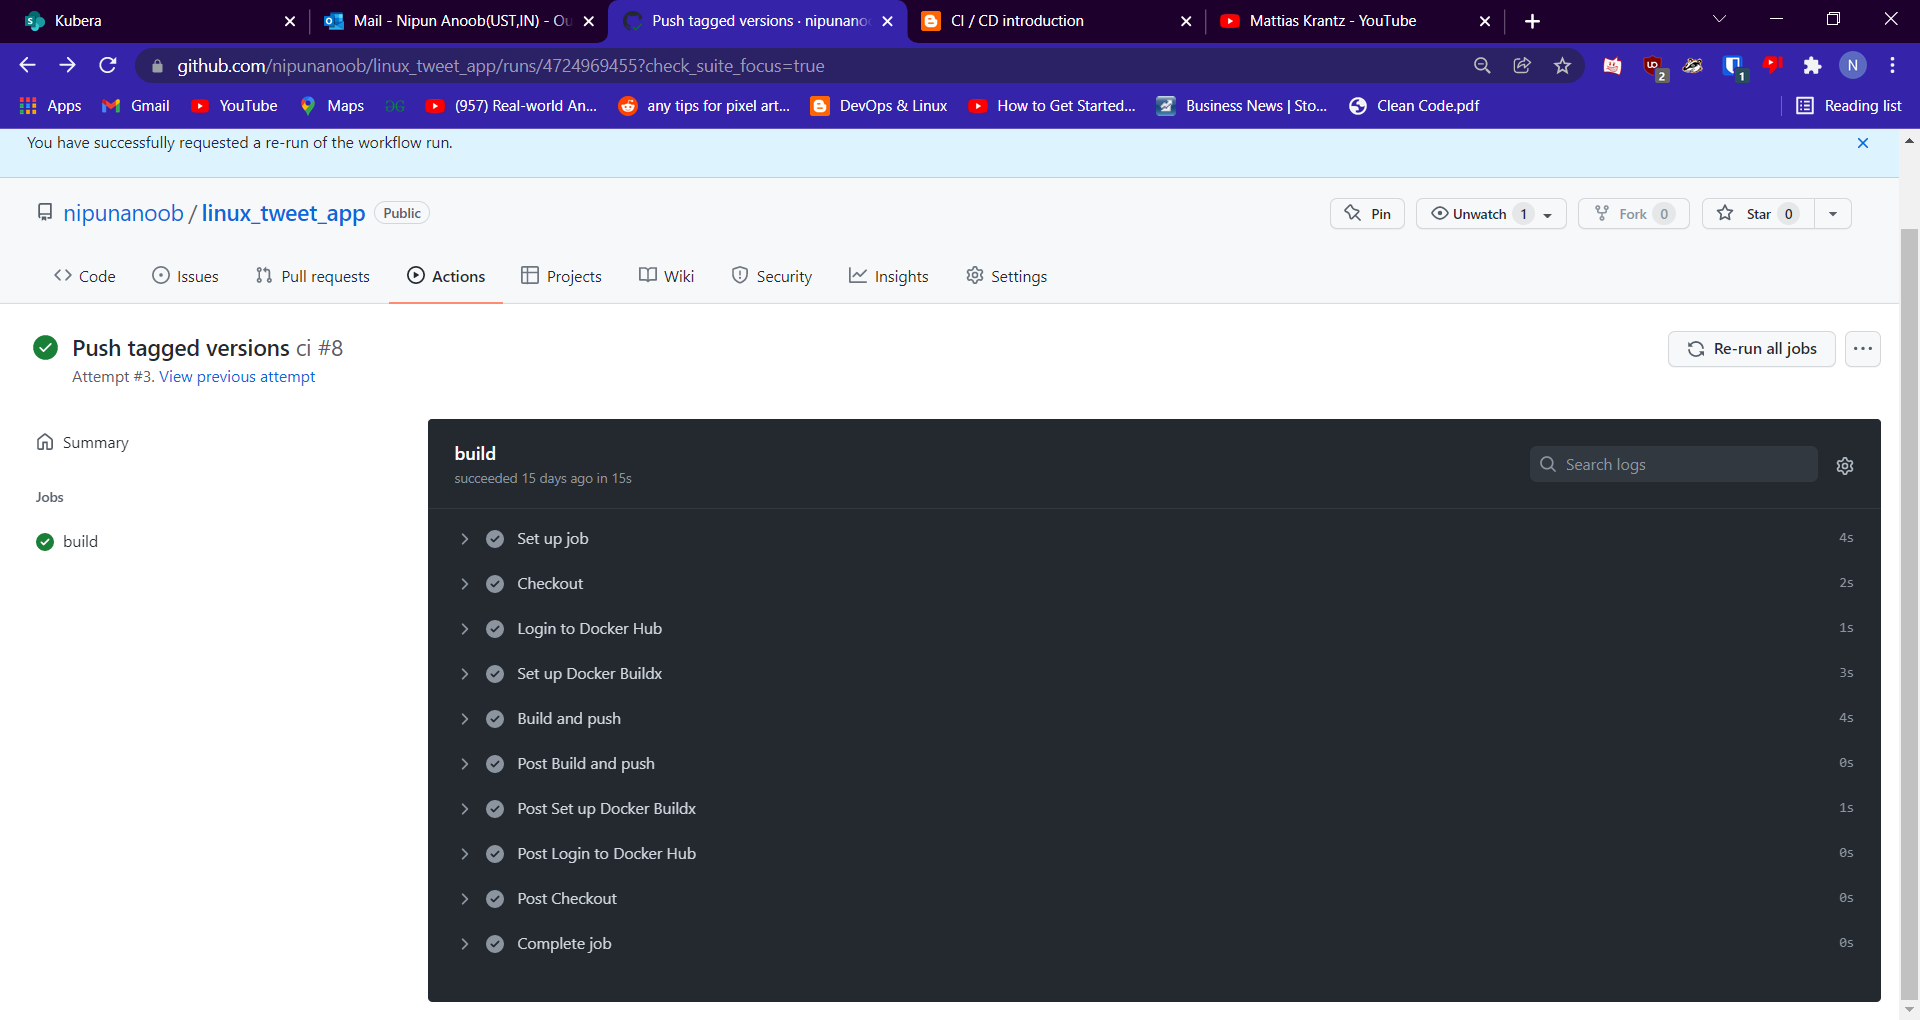 Kubera
Mail - Nipun Anoob(UST,IN) - Ou
Push tagged versions · nipunano
CI / CD introduction
Mattias Krantz - YouTube
github.com/nipunanoob/linux_tweet_app/runs/4724969455?check_suite_focus=true
2
1
N
Apps
Gmail
YouTube
Maps
(957) Real-world An...
any tips for pixel art...
DevOps & Linux
How to Get Started...
Business News | Sto...
Clean Code.pdf
Reading list
You have successfully requested a re-run of the workflow run.
nipunanoob / linux_tweet_app Public
Pin
Unwatch 1
Fork 0
Star 0
Code
Issues
Pull requests
Actions
Projects
Wiki
Security
Insights
Settings
Push tagged versions ci #8
Attempt #3. View previous attempt
Re-run all jobs
Summary
Jobs
build
build
succeeded 15 days ago in 15s
Search logs
Set up job 4s
Checkout 2s
Login to Docker Hub 1s
Set up Docker Buildx 3s
Build and push 4s
Post Build and push 0s
Post Set up Docker Buildx 1s
Post Login to Docker Hub 0s
Post Checkout 0s
Complete job 0s